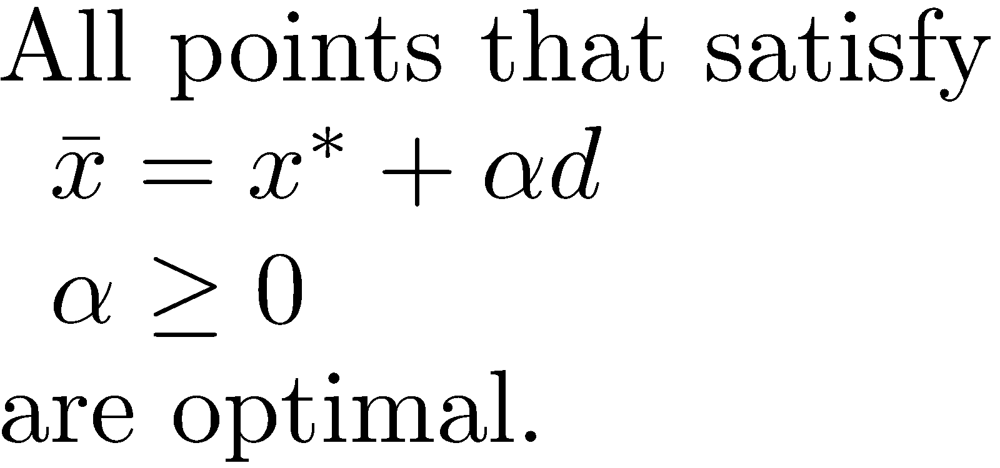 All points that satisfy
x̄ = x* + αd
α ≥ 0
are optimal.